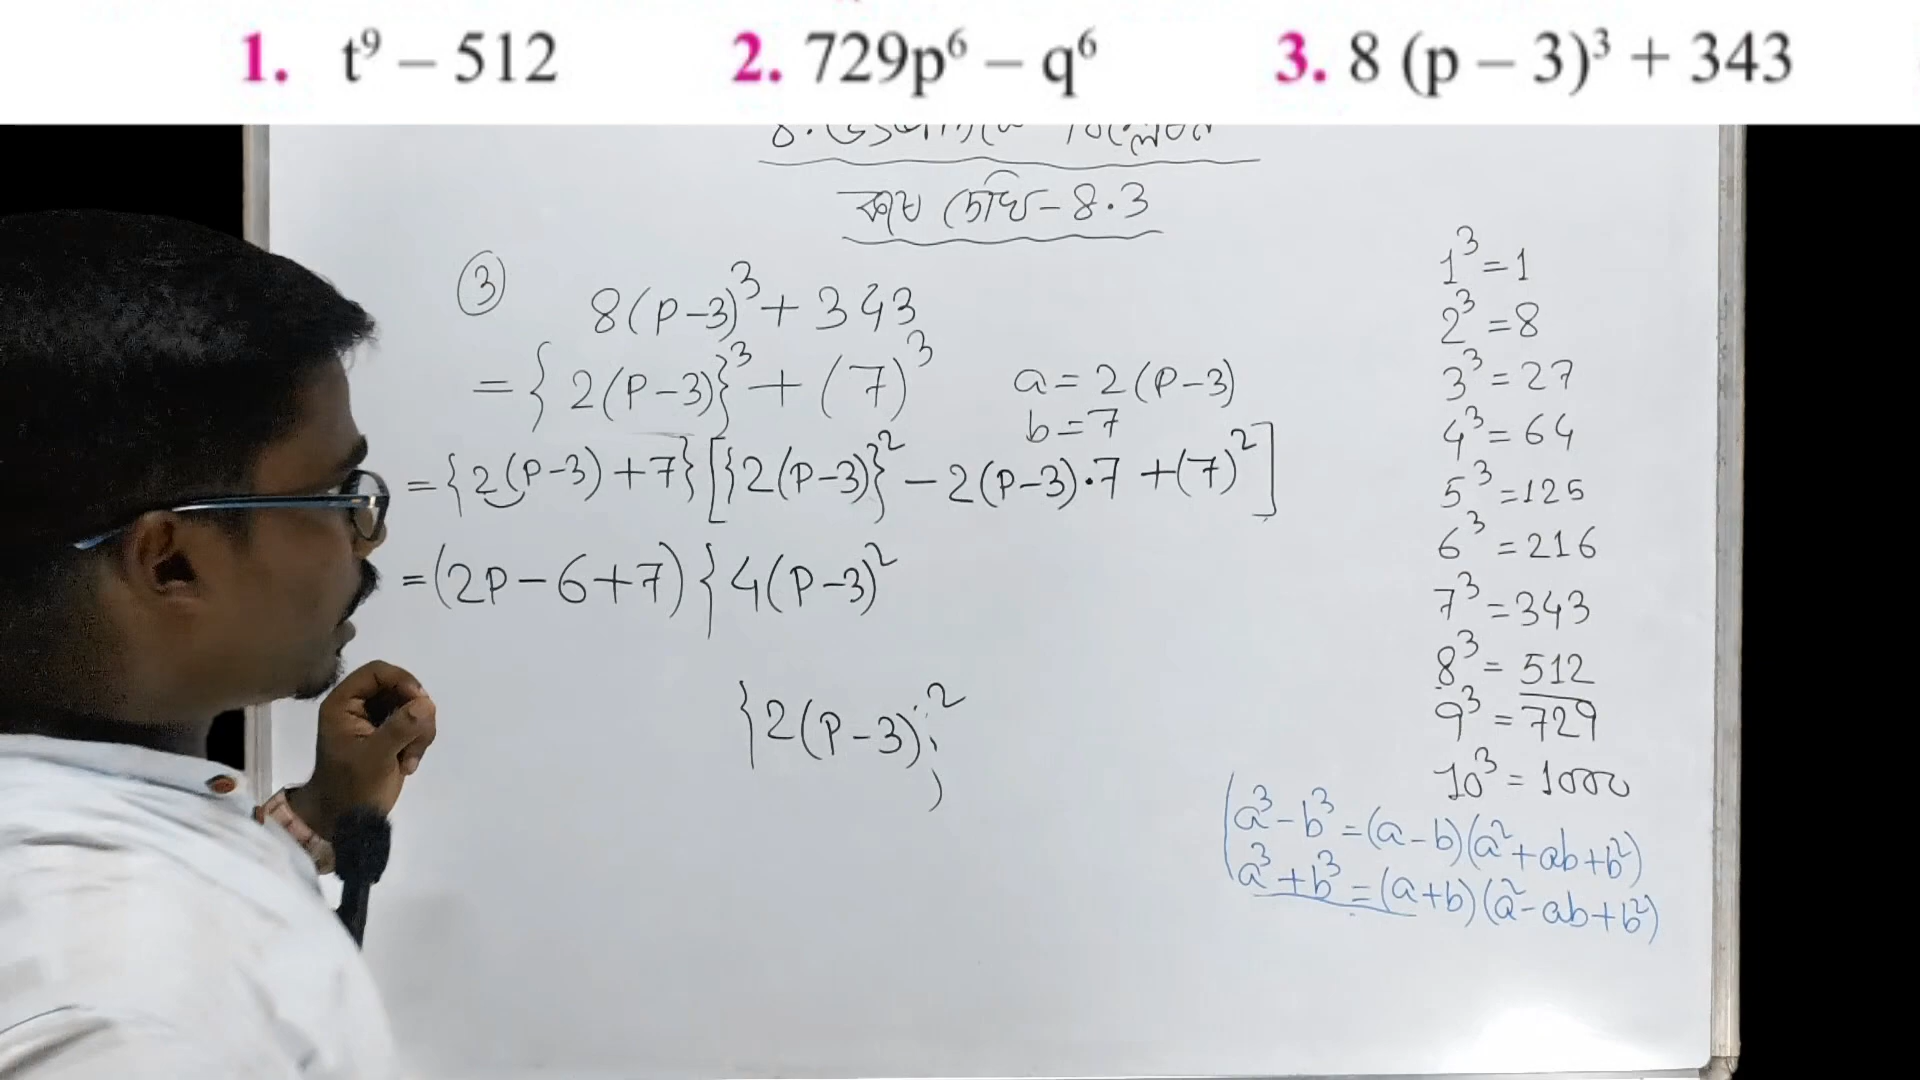 1. t⁹ – 512 2. 729p⁶ – q⁶ 3. 8 (p – 3)³ + 343
কষে দেখি – 8.3
③ 8(p–3)³ + 343
= { 2(p–3)}³ + (7)³
a = 2(p–3)
b = 7
= {2(p–3)+7} [{2(p–3)}² – 2(p–3)·7 + (7)²]
= (2p – 6 + 7) { 4(p–3)²
{2(p–3)}²
1³ = 1
2³ = 8
3³ = 27
4³ = 64
5³ = 125
6³ = 216
7³ = 343
8³ = 512
9³ = 729
10³ = 1000
a³ – b³ = (a – b)(a² + ab + b²)
a³ + b³ = (a + b)(a² – ab + b²)